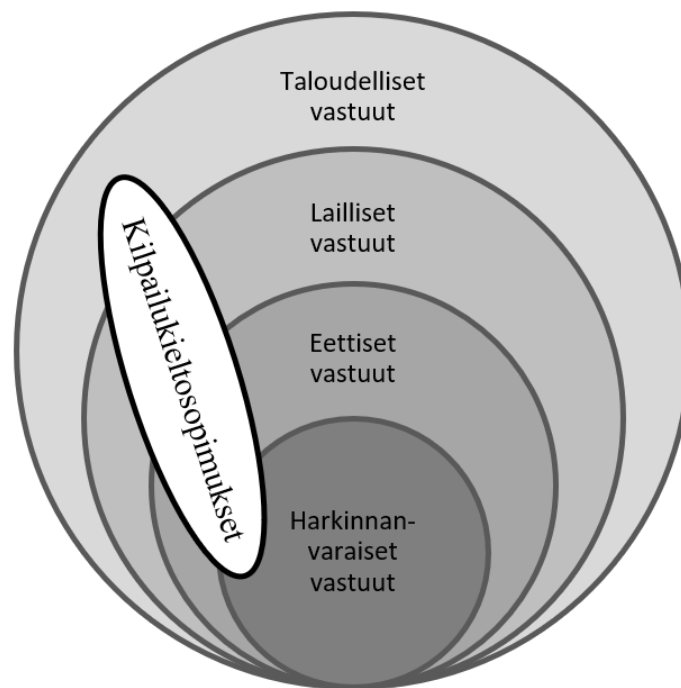 Taloudelliset
vastuut
Lailliset
vastuut
Kilpailukieltosopimukset
Eettiset
vastuut
Harkinnan-
varaiset
vastuut